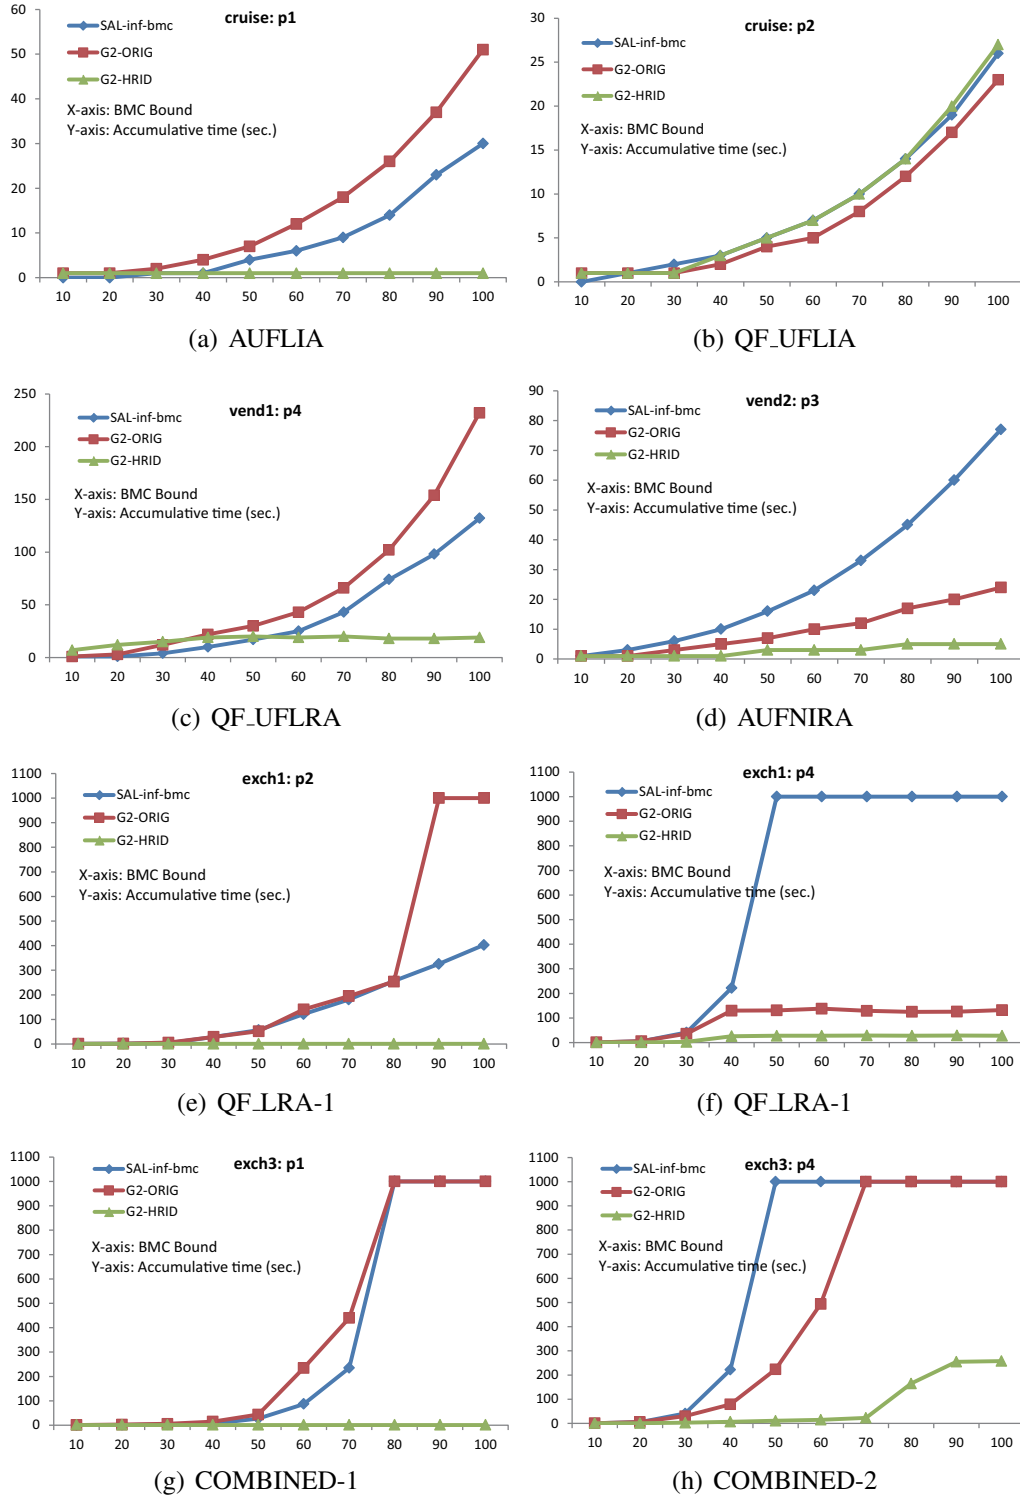 cruise: p1
SAL-inf-bmc
G2-ORIG
G2-HRID
X-axis: BMC Bound
Y-axis: Accumulative time (sec.)
60
50
40
30
20
10
0
10 20 30 40 50 60 70 80 90 100
(a) AUFLIA
cruise: p2
SAL-inf-bmc
G2-ORIG
G2-HRID
X-axis: BMC Bound
Y-axis: Accumulative time (sec.)
30
25
20
15
10
5
0
10 20 30 40 50 60 70 80 90 100
(b) QF_UFLIA
vend1: p4
SAL-inf-bmc
G2-ORIG
G2-HRID
X-axis: BMC Bound
Y-axis: Accumulative time (sec.)
250
200
150
100
50
0
10 20 30 40 50 60 70 80 90 100
(c) QF_UFLRA
vend2: p3
SAL-inf-bmc
G2-ORIG
G2-HRID
X-axis: BMC Bound
Y-axis: Accumulative time (sec.)
90
80
70
60
50
40
30
20
10
0
10 20 30 40 50 60 70 80 90 100
(d) AUFNIRA
exch1: p2
SAL-inf-bmc
G2-ORIG
G2-HRID
X-axis: BMC Bound
Y-axis: Accumulative time (sec.)
1100
1000
900
800
700
600
500
400
300
200
100
0
10 20 30 40 50 60 70 80 90 100
(e) QF_LRA-1
exch1: p4
SAL-inf-bmc
G2-ORIG
G2-HRID
X-axis: BMC Bound
Y-axis: Accumulative time (sec.)
1100
1000
900
800
700
600
500
400
300
200
100
0
10 20 30 40 50 60 70 80 90 100
(f) QF_LRA-1
exch3: p1
SAL-inf-bmc
G2-ORIG
G2-HRID
X-axis: BMC Bound
Y-axis: Accumulative time (sec.)
1100
1000
900
800
700
600
500
400
300
200
100
0
10 20 30 40 50 60 70 80 90 100
(g) COMBINED-1
exch3: p4
SAL-inf-bmc
G2-ORIG
G2-HRID
X-axis: BMC Bound
Y-axis: Accumulative time (sec.)
1100
1000
900
800
700
600
500
400
300
200
100
0
10 20 30 40 50 60 70 80 90 100
(h) COMBINED-2